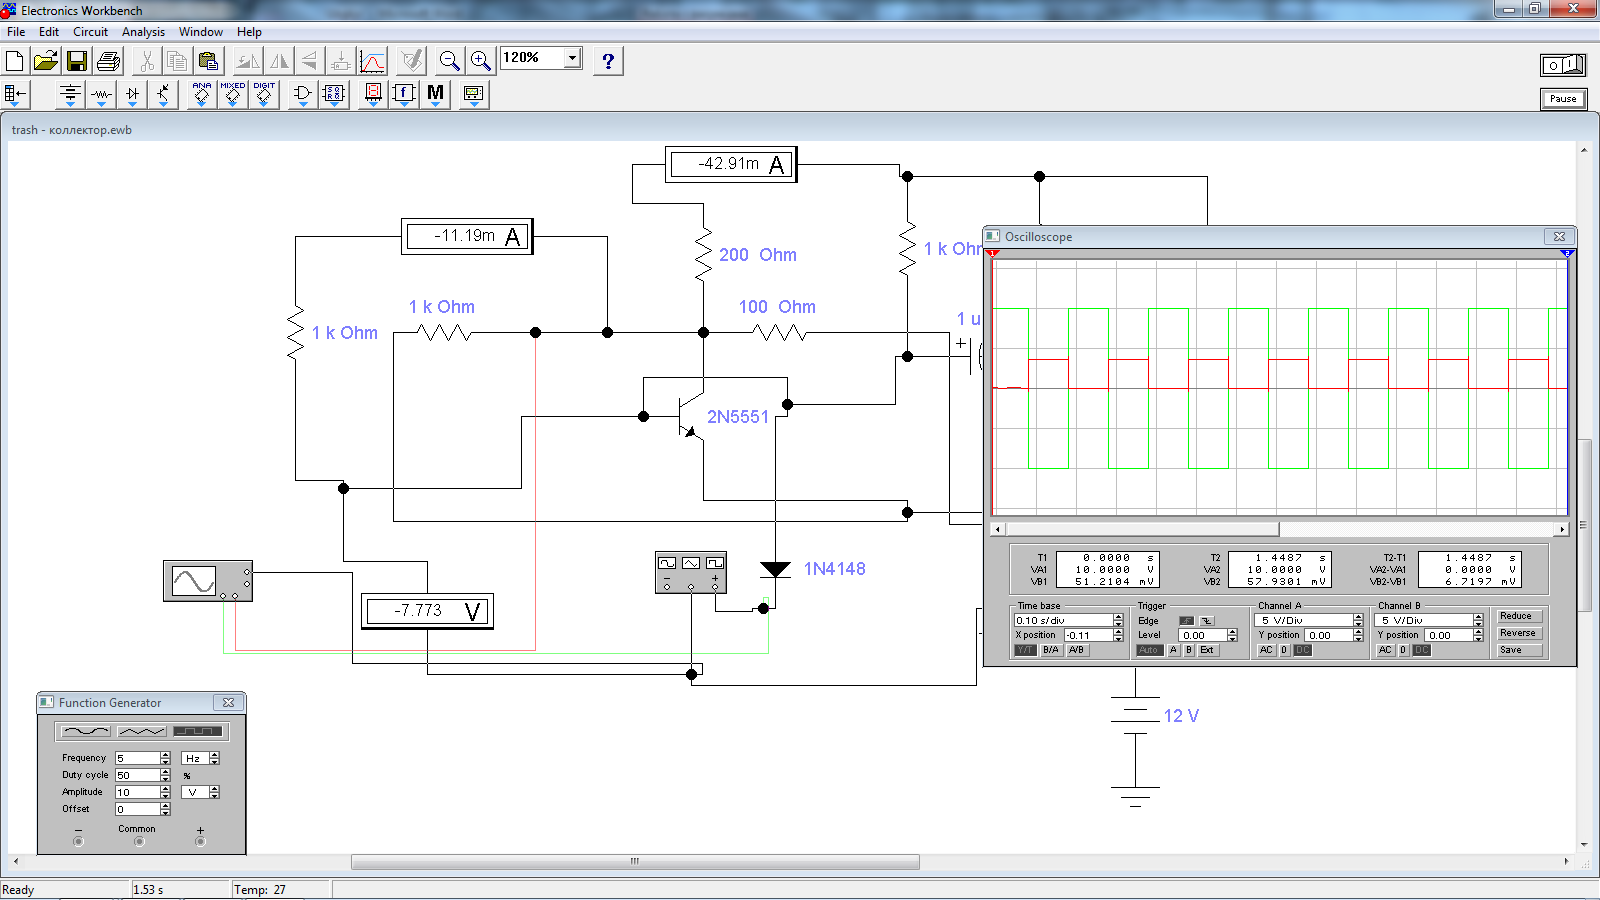 Electronics Workbench
File Edit Circuit Analysis Window Help
120%
?
ANA MIXED DIGIT
f M
Pause
trash - коллектор.ewb
-42.91m A
-11.19m A
200 Ohm
1 k Ohm
1 k Ohm
1 k Ohm
100 Ohm
1 u
+
2N5551
1N4148
-7.773 V
12 V
Oscilloscope
1 2
T1 0.0000 s
VA1 10.0000 V
VB1 51.2104 mV
T2 1.4487 s
VA2 10.0000 V
VB2 57.9301 mV
T2-T1 1.4487 s
VA2-VA1 0.0000 V
VB2-VB1 6.7197 mV
Time base
0.10 s/div
X position -0.11
Y/T B/A A/B
Trigger
Edge
Level 0.00
Auto A B Ext
Channel A
5 V/Div
Y position 0.00
AC 0 DC
Channel B
5 V/Div
Y position 0.00
AC 0 DC
Reduce
Reverse
Save
Function Generator
Frequency 5 Hz
Duty cycle 50 %
Amplitude 10 V
Offset 0
− Common +
Ready 1.53 s Temp: 27